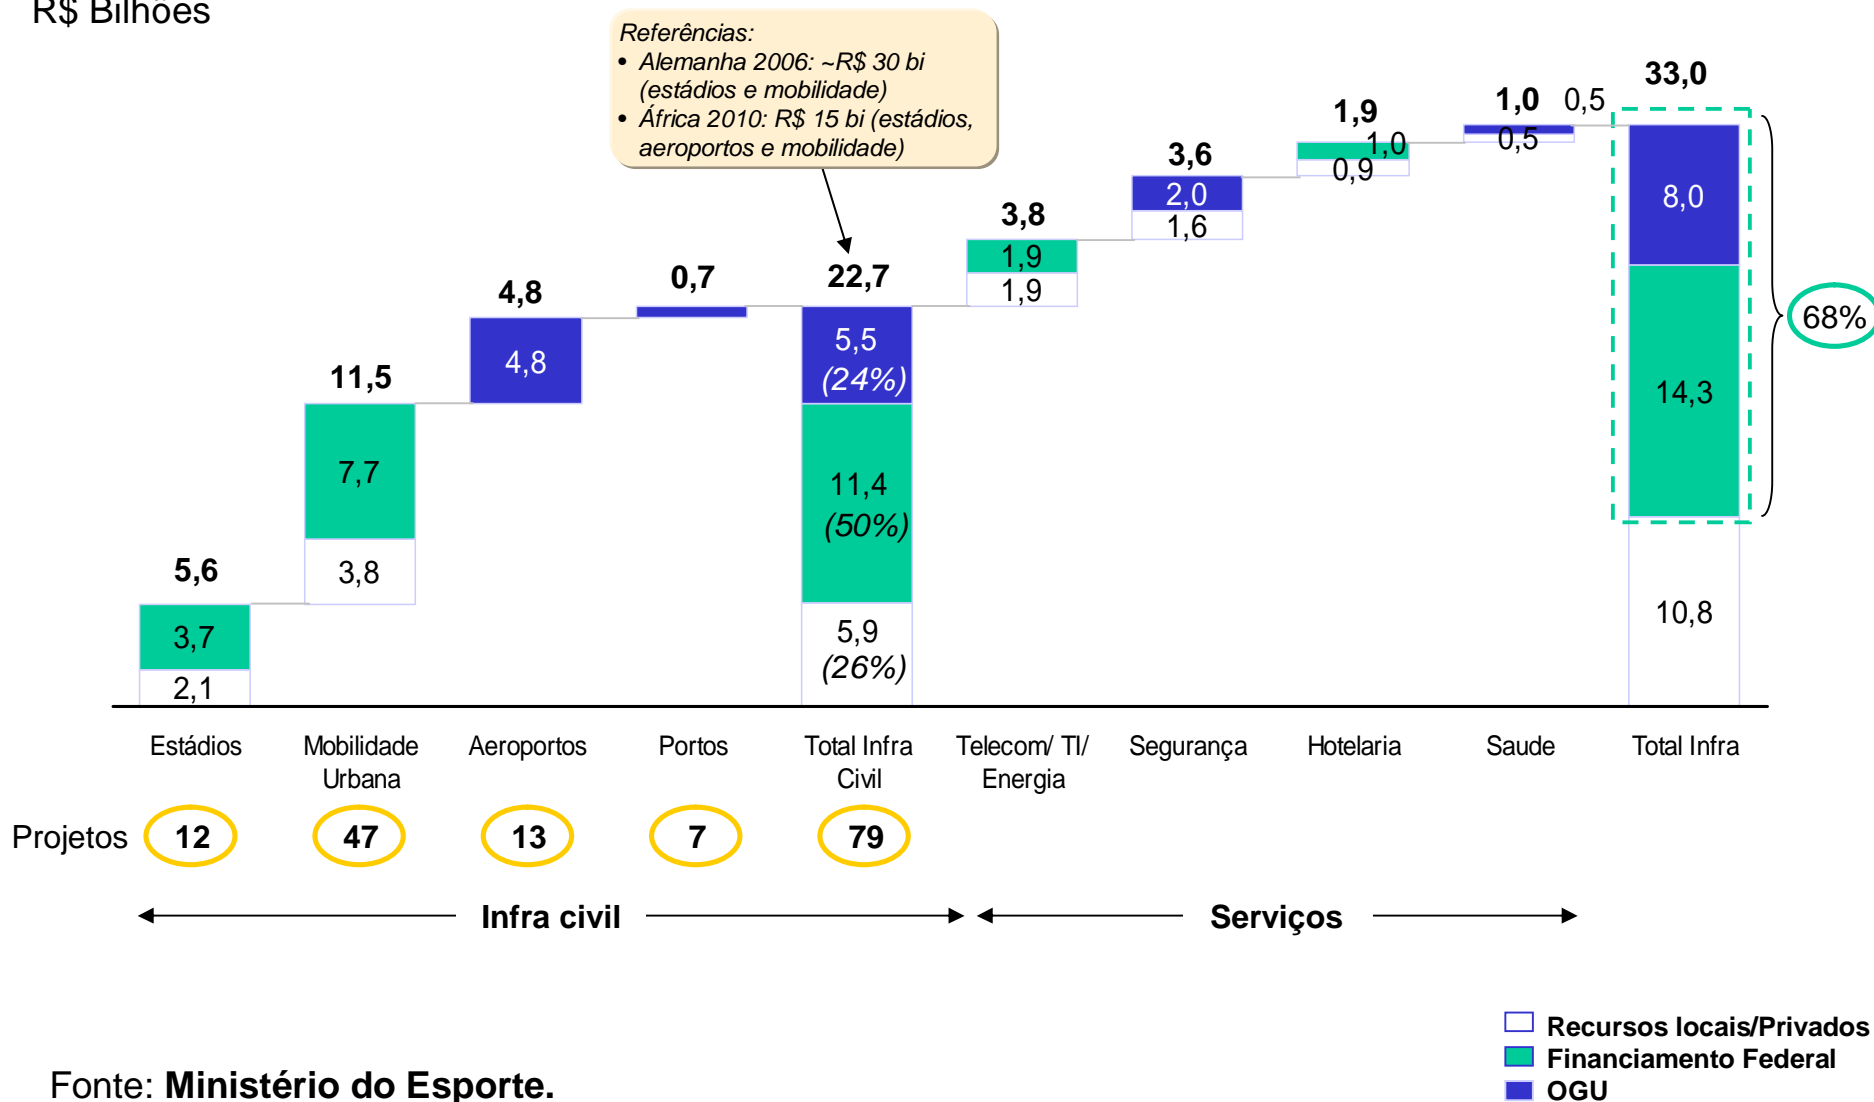 R$ Bilhões
Referências:
• Alemanha 2006: ~R$ 30 bi
(estádios e mobilidade)
• África 2010: R$ 15 bi (estádios,
aeroportos e mobilidade)
5,6
3,7
2,1
11,5
7,7
3,8
4,8
4,8
0,7
22,7
5,5
(24%)
11,4
(50%)
5,9
(26%)
3,8
1,9
1,9
3,6
2,0
1,6
1,9
1,0
0,9
1,0
0,5
0,5
33,0
8,0
14,3
10,8
68%
Estádios
Mobilidade
Urbana
Aeroportos
Portos
Total Infra
Civil
Telecom/ TI/
Energia
Segurança
Hotelaria
Saude
Total Infra
Projetos 12 47 13 7 79
Infra civil
Serviços
Recursos locais/Privados
Financiamento Federal
OGU
Fonte: Ministério do Esporte.